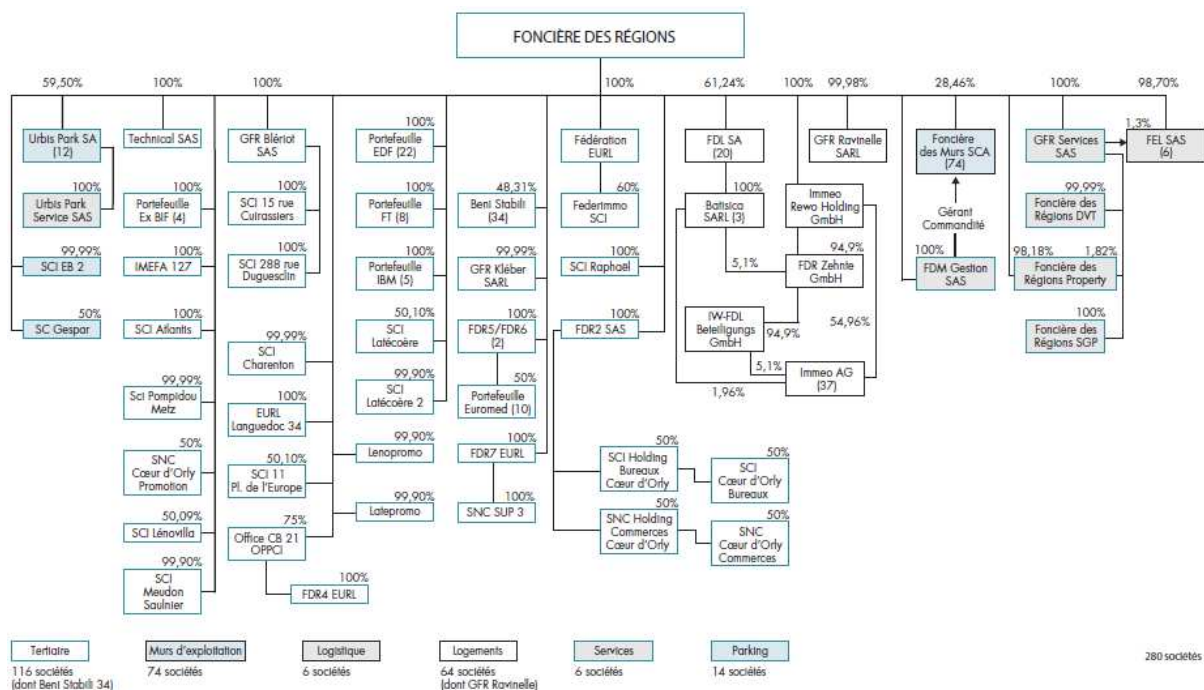 FONCIÈRE DES RÉGIONS
59,50%
100%
100%
100%
61,24%
100%
99,98%
28,46%
100%
98,70%
Urbis Park SA
(12)
Technical SAS
GFR Blériot
SAS
100%
Portefeuille
EDF (22)
Fédération
EURL
FDL SA
(20)
GFR Ravinelle
SARL
Foncière
des Murs SCA
(74)
GFR Services
SAS
1,3%
FEL SAS
(6)
100%
Urbis Park
Service SAS
100%
Portefeuille
Ex BIF (4)
100%
SCI 15 rue
Cuirassiers
100%
Portefeuille
FT (8)
48,31%
Beni Stabili
(34)
60%
Federimmo
SCI
100%
Batisica
SARL (3)
Immeo
Rewo Holding
GmbH
Gérant
Commandité
99,99%
Foncière des
Régions DVT
99,99%
SCI EB 2
100%
IMEFA 127
100%
SCI 288 rue
Duguesclin
100%
Portefeuille
IBM (5)
99,99%
GFR Kléber
SARL
100%
SCI Raphaël
5,1%
94,9%
FDR Zehnte
GmbH
100%
FDM Gestion
SAS
98,18%
1,82%
Foncière des
Régions Property
50%
SC Gespar
100%
SCI Atlantis
99,99%
SCI
Charenton
50,10%
SCI
Latécoère
100%
FDR5/FDR6
(2)
100%
FDR2 SAS
IW-FDL
Beteiligungs
GmbH
94,9%
54,96%
100%
Foncière des
Régions SGP
5,1%
Immeo AG
(37)
1,96%
99,99%
Sci Pompidou
Metz
100%
EURL
Languedoc 34
99,90%
SCI
Latécoère 2
50%
Portefeuille
Euromed (10)
50%
SNC
Cœur d'Orly
Promotion
50,10%
SCI 11
Pl. de l'Europe
99,90%
Lenopromo
100%
FDR7 EURL
50%
SCI Holding
Bureaux
Cœur d'Orly
50%
SCI
Cœur d'Orly
Bureaux
50,09%
SCI Lénovilla
75%
Office CB 21
OPPCI
99,90%
Latepromo
100%
SNC SUP 3
50%
SNC Holding
Commerces
Cœur d'Orly
50%
SNC
Cœur d'Orly
Commerces
99,90%
SCI
Meudon
Saulnier
100%
FDR4 EURL
Tertiaire
116 sociétés
(dont Beni Stabili 34)
Murs d'exploitation
74 sociétés
Logistique
6 sociétés
Logements
64 sociétés
(dont GFR Ravinelle)
Services
6 sociétés
Parking
14 sociétés
280 sociétés